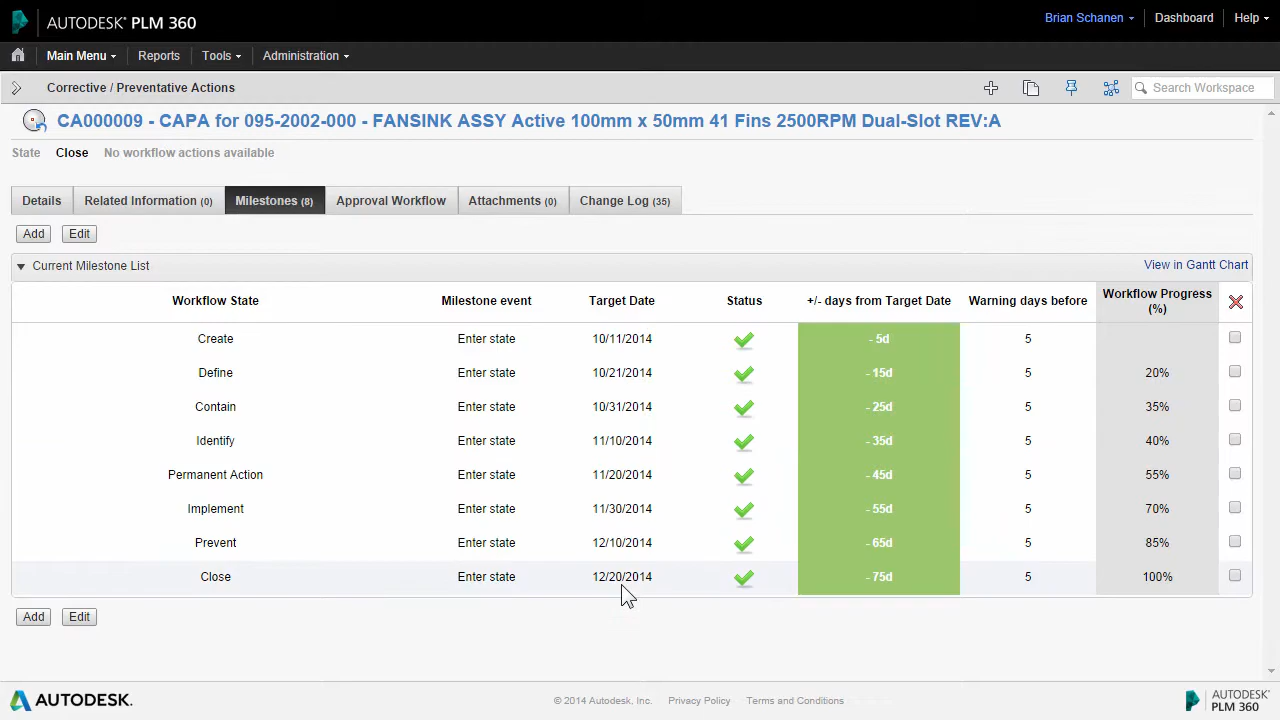 AUTODESK® PLM 360
Brian Schanen Dashboard Help
Main Menu Reports Tools Administration
Corrective / Preventative Actions
Search Workspace
CA000009 - CAPA for 095-2002-000 - FANSINK ASSY Active 100mm x 50mm 41 Fins 2500RPM Dual-Slot REV:A
State Close No workflow actions available
Details Related Information (0) Milestones (8) Approval Workflow Attachments (0) Change Log (35)
Add Edit
Current Milestone List View in Gantt Chart
Workflow State Milestone event Target Date Status +/- days from Target Date Warning days before Workflow Progress (%)
Create Enter state 10/11/2014 - 5d 5
Define Enter state 10/21/2014 - 15d 5 20%
Contain Enter state 10/31/2014 - 25d 5 35%
Identify Enter state 11/10/2014 - 35d 5 40%
Permanent Action Enter state 11/20/2014 - 45d 5 55%
Implement Enter state 11/30/2014 - 55d 5 70%
Prevent Enter state 12/10/2014 - 65d 5 85%
Close Enter state 12/20/2014 - 75d 5 100%
Add Edit
AUTODESK. © 2014 Autodesk, Inc. Privacy Policy Terms and Conditions AUTODESK® PLM 360